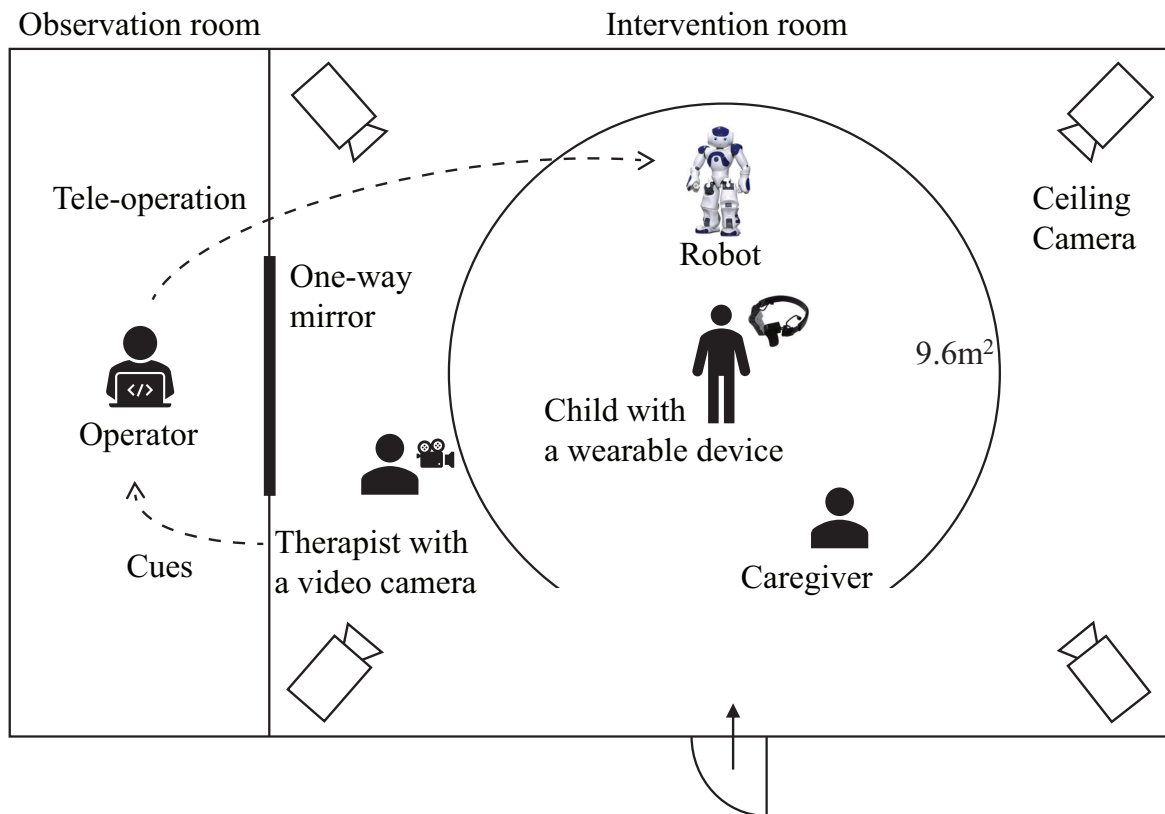 Observation room
Intervention room
Tele-operation
Ceiling
Camera
Robot
One-way
mirror
9.6m²
</>
Operator
Child with
a wearable device
Therapist with
a video camera
Cues
Caregiver